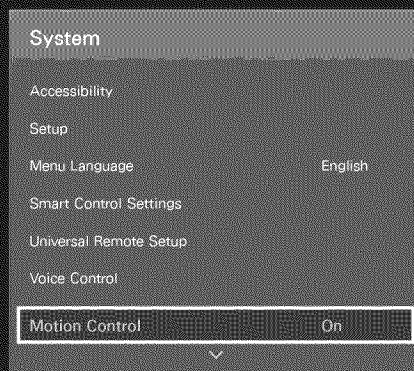 System
Accessibility
Setup
Menu Language English
Smart Control Settings
Universal Remote Setup
Voice Control
Motion Control On